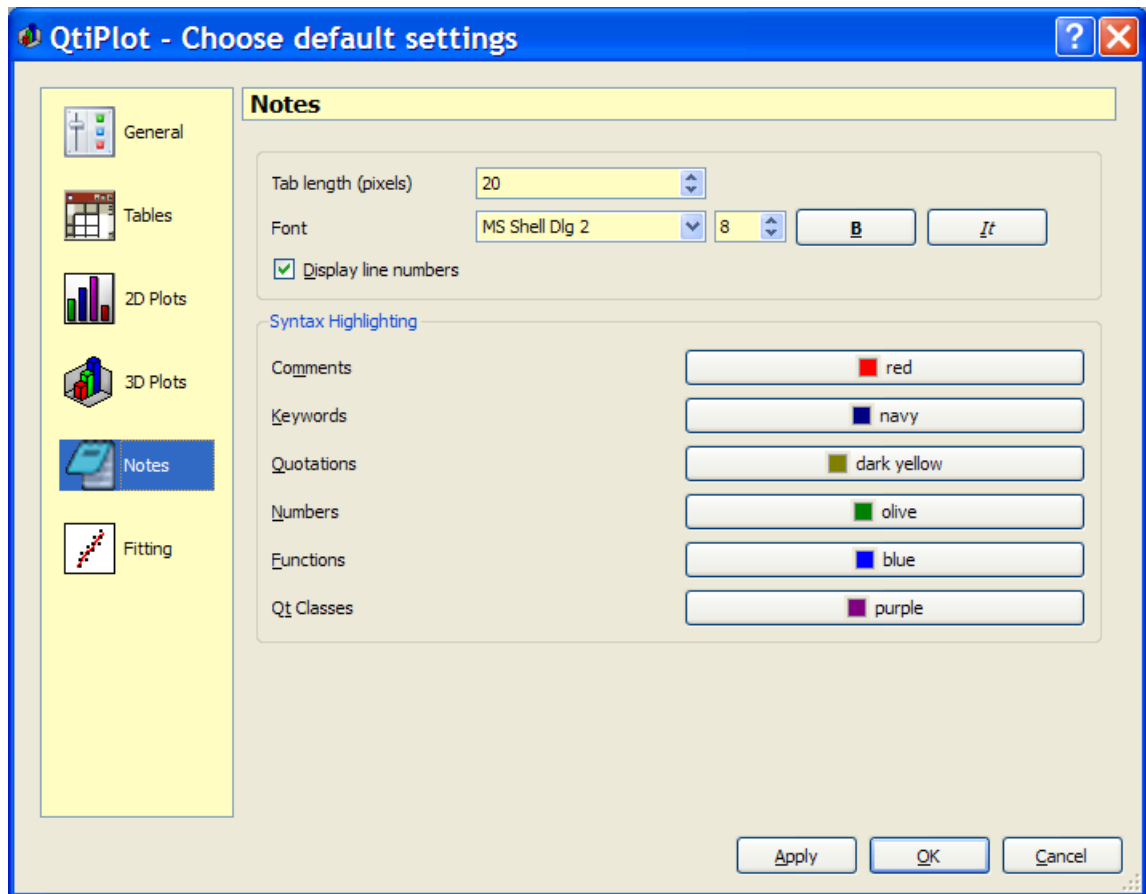 QtiPlot - Choose default settings
General
Tables
2D Plots
3D Plots
Notes
Fitting
Notes
Tab length (pixels) 20
Font MS Shell Dlg 2 8 B It
Display line numbers
Syntax Highlighting
Comments red
Keywords navy
Quotations dark yellow
Numbers olive
Functions blue
Qt Classes purple
Apply OK Cancel